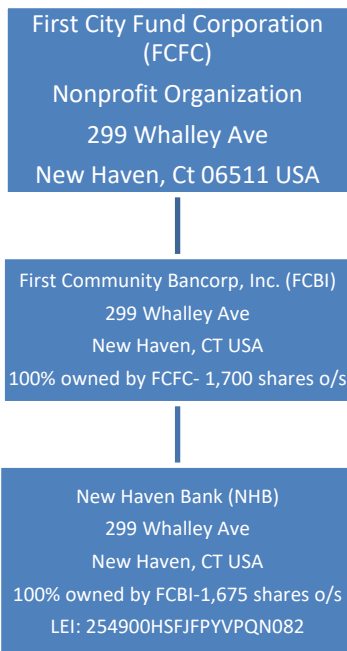 First City Fund Corporation
(FCFC)
Nonprofit Organization
299 Whalley Ave
New Haven, Ct 06511 USA
First Community Bancorp, Inc. (FCBI)
299 Whalley Ave
New Haven, CT USA
100% owned by FCFC- 1,700 shares o/s
New Haven Bank (NHB)
299 Whalley Ave
New Haven, CT USA
100% owned by FCBI-1,675 shares o/s
LEI: 254900HSFJFPYVPQN082